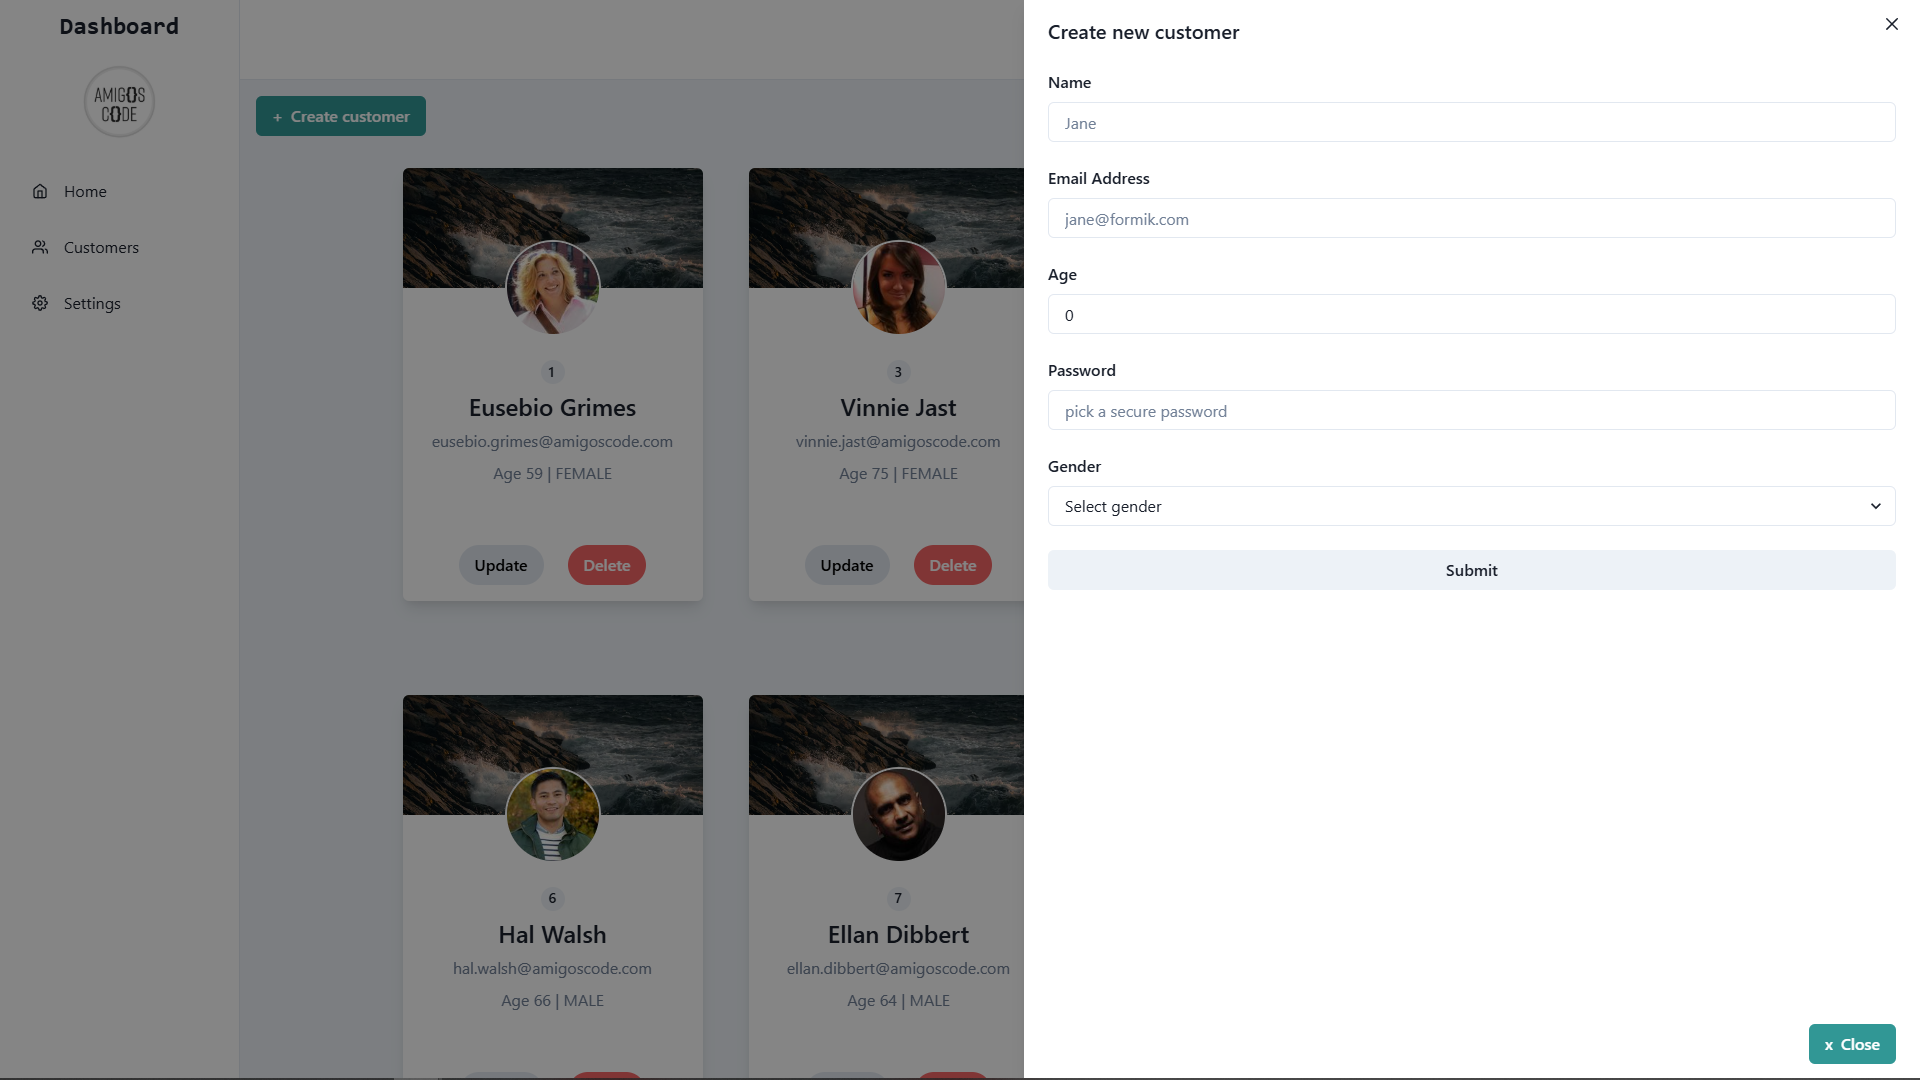 Dashboard
AMIGOS
CODE
Home
Customers
Settings
+ Create customer
1
Eusebio Grimes
eusebio.grimes@amigoscode.com
Age 59 | FEMALE
Update
Delete
3
Vinnie Jast
vinnie.jast@amigoscode.com
Age 75 | FEMALE
Update
Delete
6
Hal Walsh
hal.walsh@amigoscode.com
Age 66 | MALE
7
Ellan Dibbert
ellan.dibbert@amigoscode.com
Age 64 | MALE
Create new customer
Name
Jane
Email Address
jane@formik.com
Age
0
Password
pick a secure password
Gender
Select gender
Submit
x Close